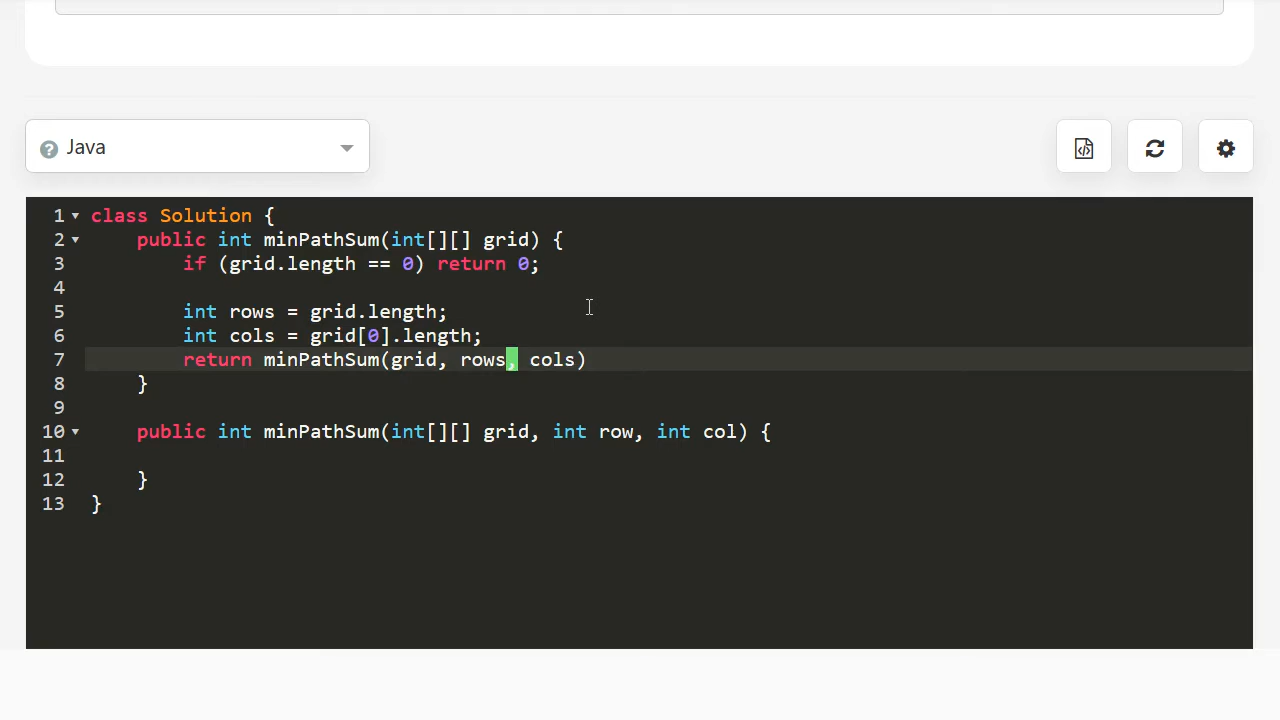 Java
1 class Solution {
2 public int minPathSum(int[][] grid) {
3 if (grid.length == 0) return 0;
4
5 int rows = grid.length;
6 int cols = grid[0].length;
7 return minPathSum(grid, rows, cols)
8 }
9
10 public int minPathSum(int[][] grid, int row, int col) {
11
12 }
13 }